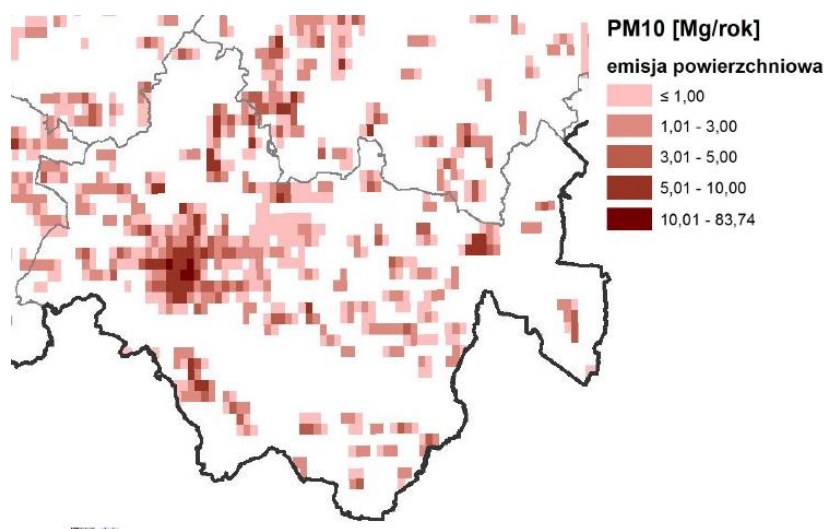 PM10 [Mg/rok]
emisja powierzchniowa
≤ 1,00
1,01 - 3,00
3,01 - 5,00
5,01 - 10,00
10,01 - 83,74